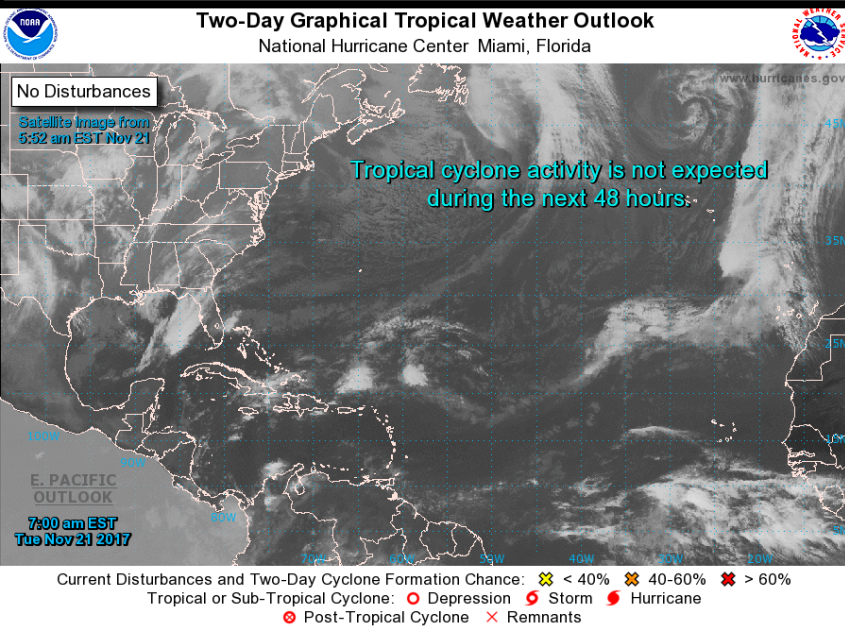 Two-Day Graphical Tropical Weather Outlook
National Hurricane Center Miami, Florida
NOAA
www.hurricanes.gov
No Disturbances
Satellite Image from
5:52 am EST Nov 21
45N
Tropical cyclone activity is not expected
during the next 48 hours.
35N
25N
15N
100W
90W
E. PACIFIC
OUTLOOK
80W
7:00 am EST
Tue Nov 21 2017
70W 60W 50W 40W 30W 20W
Current Disturbances and Two-Day Cyclone Formation Chance: < 40% 40-60% > 60%
Tropical or Sub-Tropical Cyclone: Depression Storm Hurricane
Post-Tropical Cyclone Remnants